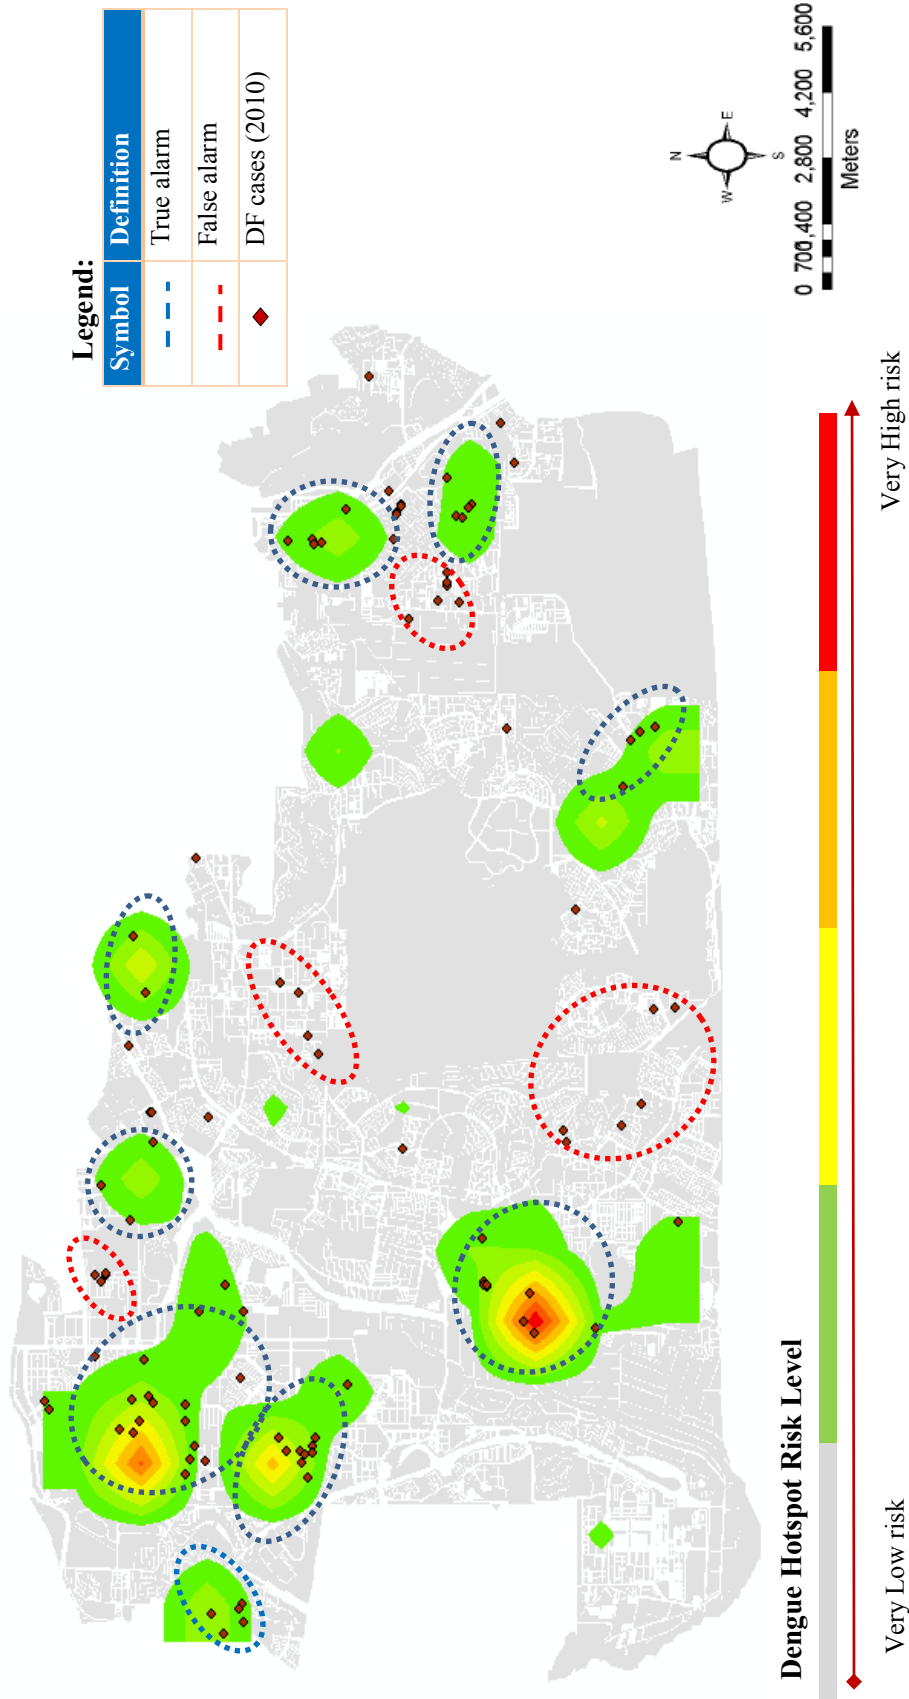 Legend:
Symbol Definition
True alarm
False alarm
DF cases (2010)
N
W E
S
0 700 1,400 2,800 4,200 5,600
Meters
Dengue Hotspot Risk Level
Very Low risk Very High risk